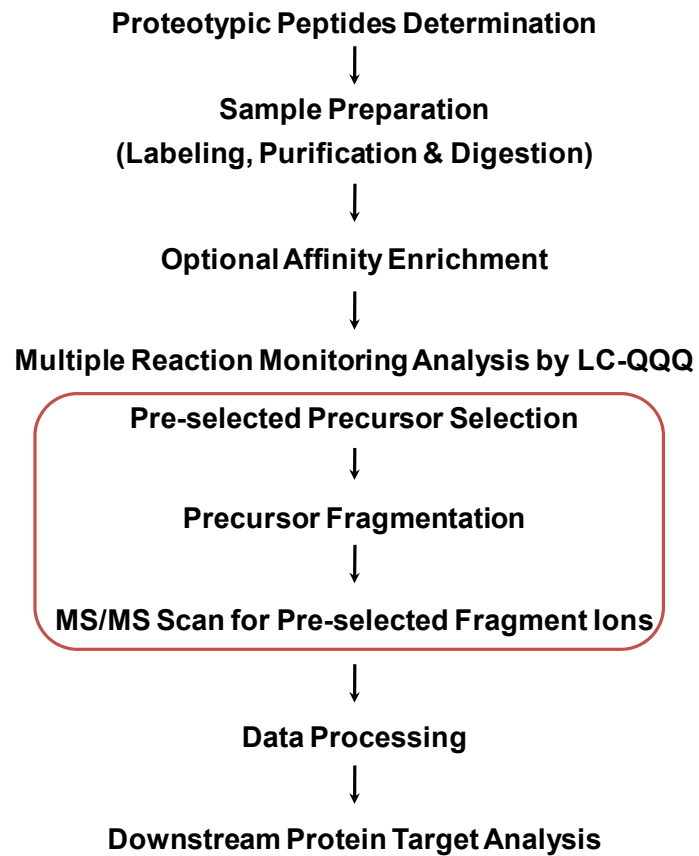 Proteotypic Peptides Determination
Sample Preparation
(Labeling, Purification & Digestion)
Optional Affinity Enrichment
Multiple Reaction Monitoring Analysis by LC-QQQ
Pre-selected Precursor Selection
Precursor Fragmentation
MS/MS Scan for Pre-selected Fragment Ions
Data Processing
Downstream Protein Target Analysis